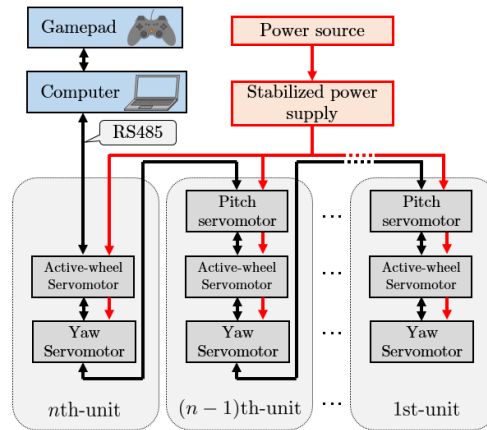 Gamepad
Power source
Computer
Stabilized power
supply
RS485
Pitch
servomotor
Pitch
servomotor
...
Active-wheel
Servomotor
Active-wheel
Servomotor
...
Active-wheel
Servomotor
Yaw
Servomotor
Yaw
Servomotor
...
Yaw
Servomotor
nth-unit
(n − 1)th-unit
...
1st-unit